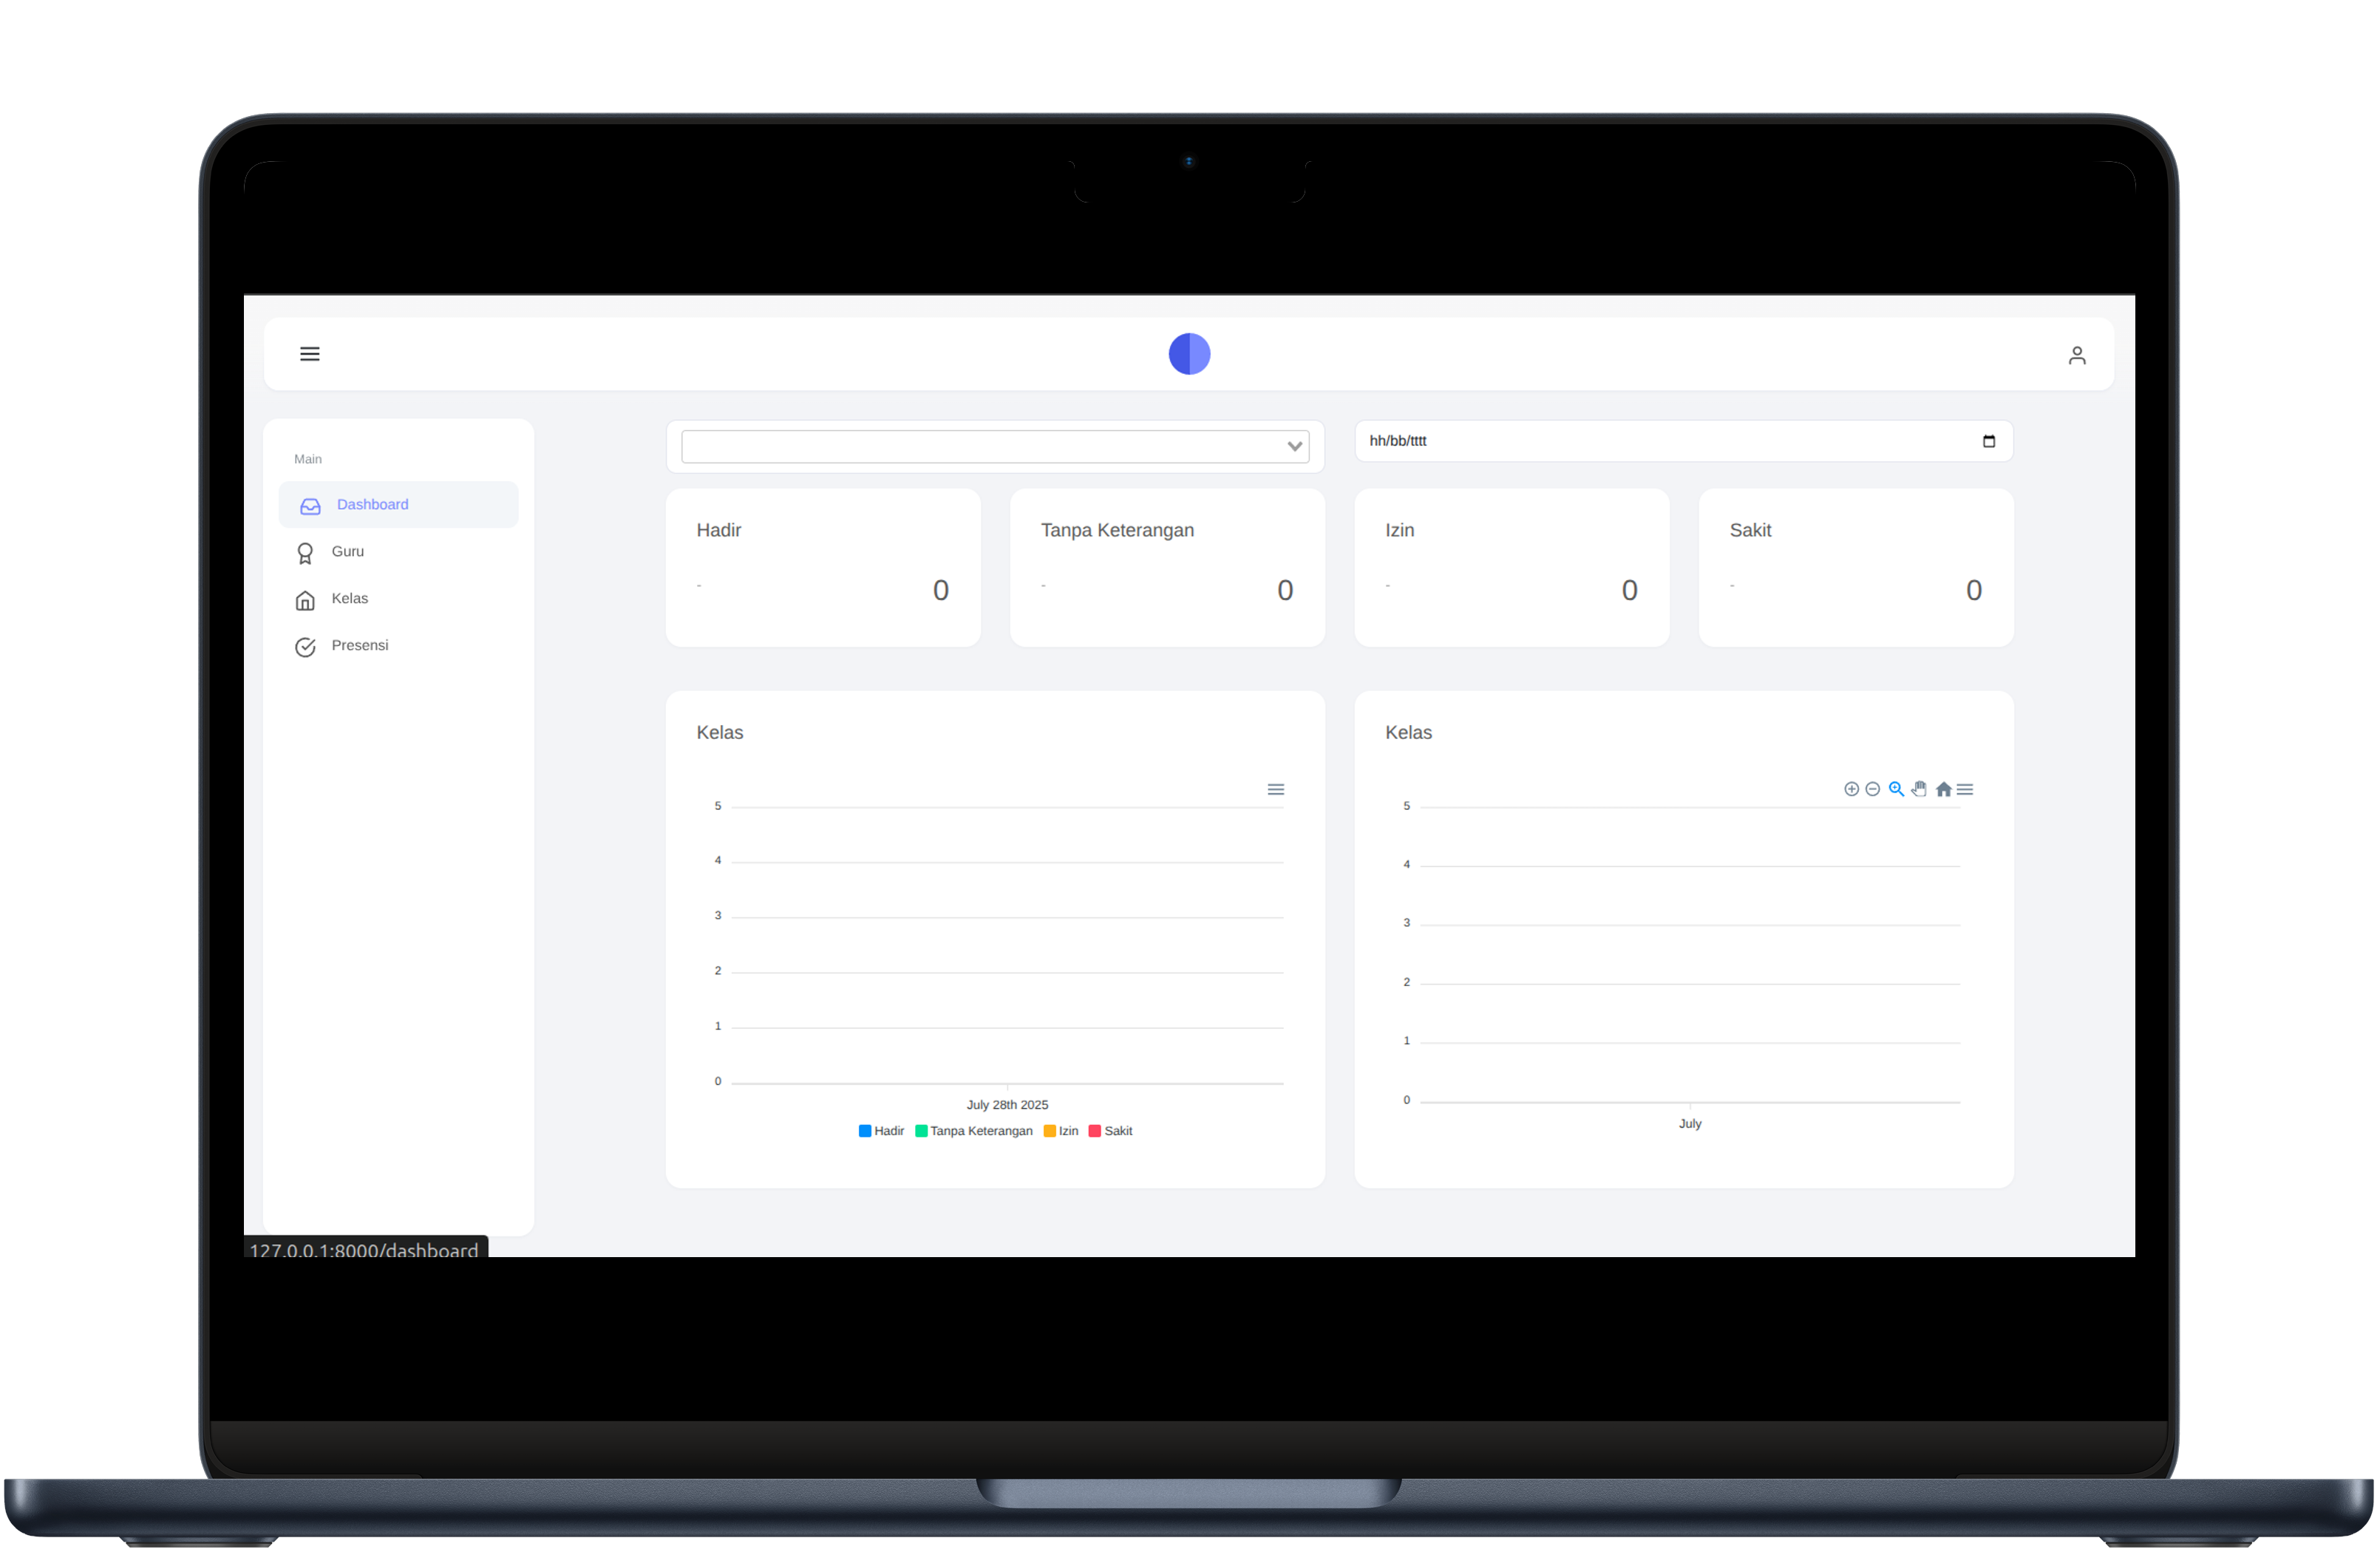 hh/bb/tttt
Main
Dashboard
Guru
Kelas
Presensi
Hadir
- 0
Tanpa Keterangan
- 0
Izin
- 0
Sakit
- 0
Kelas
5
4
3
2
1
0
July 28th 2025
Hadir Tanpa Keterangan Izin Sakit
Kelas
5
4
3
2
1
0
July
127.0.0.1:8000/dashboard